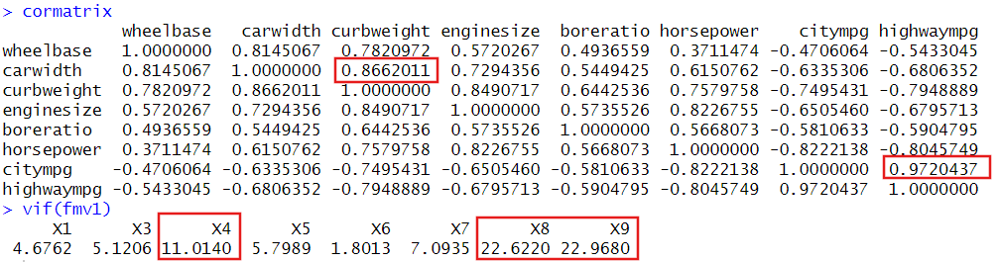 > cormatrix
wheelbase carwidth curbweight enginesize boreratio horsepower citympg highwaympg
wheelbase 1.0000000 0.8145067 0.7820972 0.5720267 0.4936559 0.3711474 -0.4706064 -0.5433045
carwidth 0.8145067 1.0000000 0.8662011 0.7294356 0.5449425 0.6150762 -0.6335306 -0.6806352
curbweight 0.7820972 0.8662011 1.0000000 0.8490717 0.6442536 0.7579758 -0.7495431 -0.7948889
enginesize 0.5720267 0.7294356 0.8490717 1.0000000 0.5735526 0.8226755 -0.6505460 -0.6795713
boreratio 0.4936559 0.5449425 0.6442536 0.5735526 1.0000000 0.5668073 -0.5810633 -0.5904795
horsepower 0.3711474 0.6150762 0.7579758 0.8226755 0.5668073 1.0000000 -0.8222138 -0.8045749
citympg -0.4706064 -0.6335306 -0.7495431 -0.6505460 -0.5810633 -0.8222138 1.0000000 0.9720437
highwaympg -0.5433045 -0.6806352 -0.7948889 -0.6795713 -0.5904795 -0.8045749 0.9720437 1.0000000
> vif(fmv1)
X1 X3 X4 X5 X6 X7 X8 X9
4.6762 5.1206 11.0140 5.7989 1.8013 7.0935 22.6220 22.9680